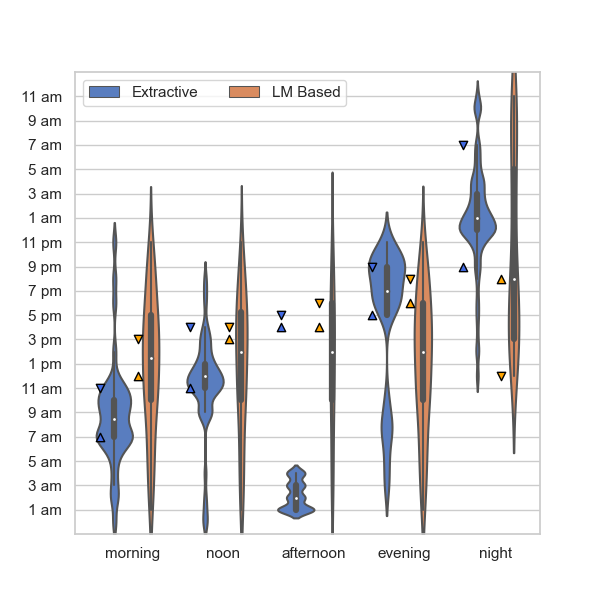 Extractive LM Based
11 am
9 am
7 am
5 am
3 am
1 am
11 pm
9 pm
7 pm
5 pm
3 pm
1 pm
11 am
9 am
7 am
5 am
3 am
1 am
morning noon afternoon evening night